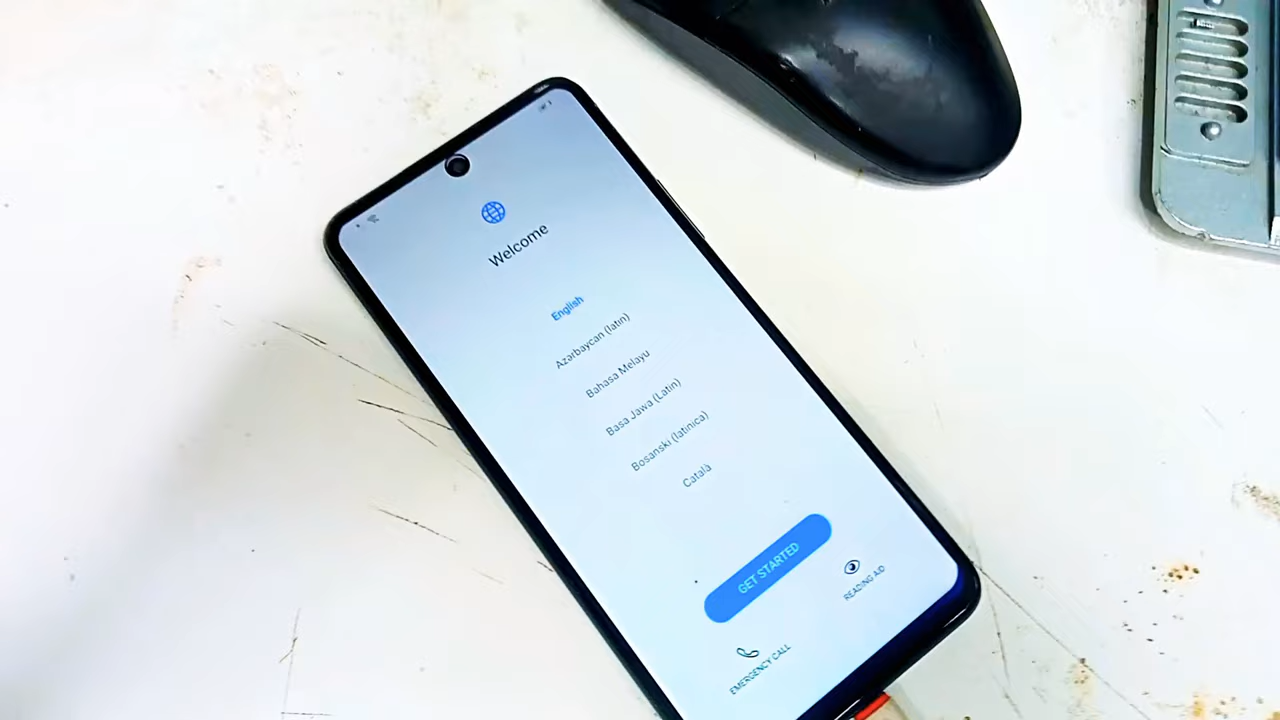 Welcome
English
Azərbaycan (latın)
Bahasa Melayu
Basa Jawa (Latin)
Bosanski (latinica)
Català
GET STARTED
EMERGENCY CALL
READING AID